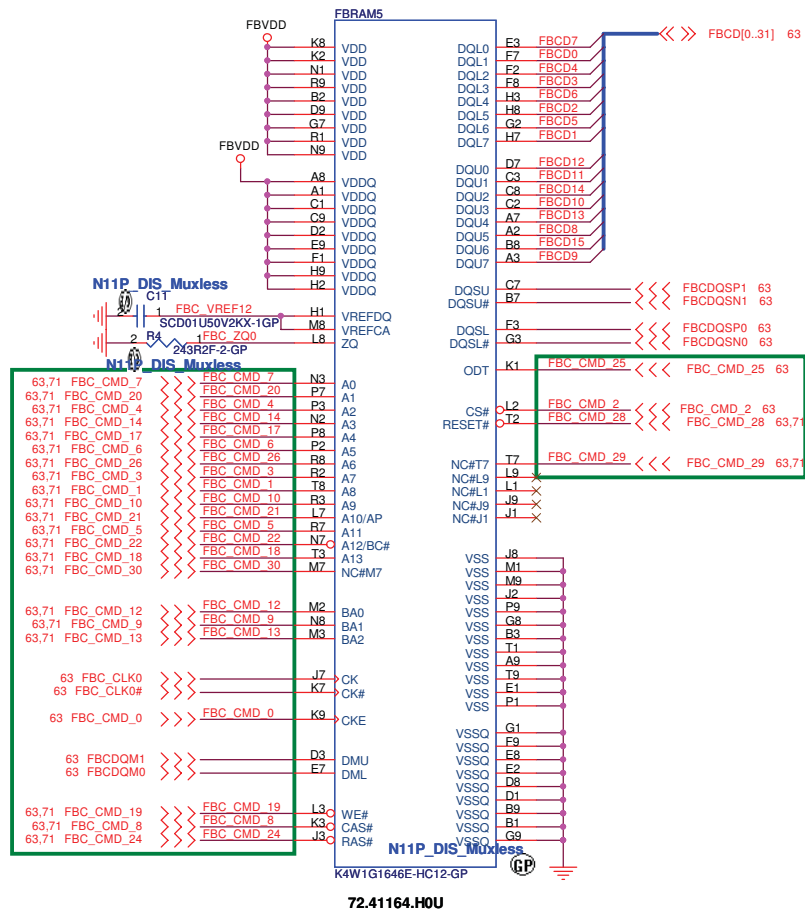 FBVDD
FBRAM5
K8 VDD DQL0 E3 FBCD7 FBCD[0..31] 63
K2 VDD DQL1 F7 FBCD0
N1 VDD DQL2 F2 FBCD4
R9 VDD DQL3 F8 FBCD3
B2 VDD DQL4 H3 FBCD6
D9 VDD DQL5 H8 FBCD2
G7 VDD DQL6 G2 FBCD5
R1 VDD DQL7 H7 FBCD1
FBVDD N9 VDD
A8 VDDQ DQU0 D7 FBCD12
A1 VDDQ DQU1 C3 FBCD11
C1 VDDQ DQU2 C8 FBCD14
C9 VDDQ DQU3 C2 FBCD10
D2 VDDQ DQU4 A7 FBCD13
E9 VDDQ DQU5 A2 FBCD8
F1 VDDQ DQU6 B8 FBCD15
H9 VDDQ DQU7 A3 FBCD9
H2 VDDQ
N11P_DIS_Muxless
DQSU C7 FBCDQSP1 63
DQSU# B7 FBCDQSN1 63
2 C1T 1 FBC_VREF12 H1 VREFDQ
SCD01U50V2KX-1GP M8 VREFCA DQSL F3 FBCDQSP0 63
2 R4 1 FBC_ZQ0 L8 ZQ DQSL# G3 FBCDQSN0 63
243R2F-2-GP
N11P_DIS_Muxless
ODT K1 FBC_CMD_25 FBC_CMD_25 63
63,71 FBC_CMD_7 FBC_CMD_7 N3 A0
63,71 FBC_CMD_20 FBC_CMD_20 P7 A1
63,71 FBC_CMD_4 FBC_CMD_4 P3 A2 CS# L2 FBC_CMD_2 FBC_CMD_2 63
63,71 FBC_CMD_14 FBC_CMD_14 N2 A3 RESET# T2 FBC_CMD_28 FBC_CMD_28 63,71
63,71 FBC_CMD_17 FBC_CMD_17 P8 A4
63,71 FBC_CMD_6 FBC_CMD_6 P2 A5
63,71 FBC_CMD_26 FBC_CMD_26 R8 A6 NC#T7 T7 FBC_CMD_29 FBC_CMD_29 63,71
63,71 FBC_CMD_3 FBC_CMD_3 R2 A7 NC#L9 L9
63,71 FBC_CMD_1 FBC_CMD_1 T8 A8 NC#L1 L1
63,71 FBC_CMD_10 FBC_CMD_10 R3 A9 NC#J9 J9
63,71 FBC_CMD_21 FBC_CMD_21 L7 A10/AP NC#J1 J1
63,71 FBC_CMD_5 FBC_CMD_5 R7 A11
63,71 FBC_CMD_22 FBC_CMD_22 N7 A12/BC#
63,71 FBC_CMD_18 FBC_CMD_18 T3 A13 VSS J8
63,71 FBC_CMD_30 FBC_CMD_30 M7 NC#M7 VSS M1
VSS M9
VSS J2
63,71 FBC_CMD_12 FBC_CMD_12 M2 BA0 VSS P9
63,71 FBC_CMD_9 FBC_CMD_9 N8 BA1 VSS G8
63,71 FBC_CMD_13 FBC_CMD_13 M3 BA2 VSS B3
VSS T1
VSS A9
63 FBC_CLK0 J7 CK VSS T9
63 FBC_CLK0# K7 CK# VSS E1
VSS P1
63 FBC_CMD_0 FBC_CMD_0 K9 CKE
VSSQ G1
VSSQ F9
63 FBCDQM1 D3 DMU VSSQ E8
63 FBCDQM0 E7 DML VSSQ E2
VSSQ D8
VSSQ D1
63,71 FBC_CMD_19 FBC_CMD_19 L3 WE# VSSQ B9
63,71 FBC_CMD_8 FBC_CMD_8 K3 CAS# VSSQ B1
63,71 FBC_CMD_24 FBC_CMD_24 J3 RAS# VSSQ G9
N11P_DIS_Muxless
GP
K4W1G1646E-HC12-GP
72.41164.H0U